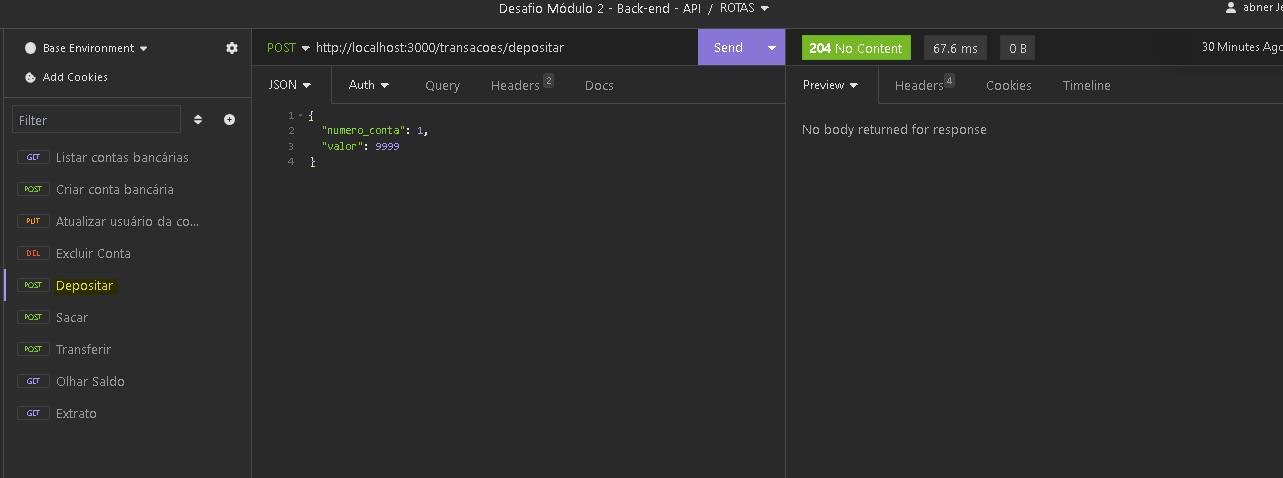 Desafio Módulo 2 - Back-end - API / ROTAS
abner Je
Base Environment
Add Cookies
Filter
GET Listar contas bancárias
POST Criar conta bancária
PUT Atualizar usuário da co...
DEL Excluir Conta
POST Depositar
POST Sacar
POST Transferir
GET Olhar Saldo
GET Extrato
POST http://localhost:3000/transacoes/depositar Send
JSON Auth Query Headers 2 Docs
1 {
2 "numero_conta": 1,
3 "valor": 9999
4 }
204 No Content 67.6 ms 0 B 30 Minutes Ago
Preview Headers 4 Cookies Timeline
No body returned for response